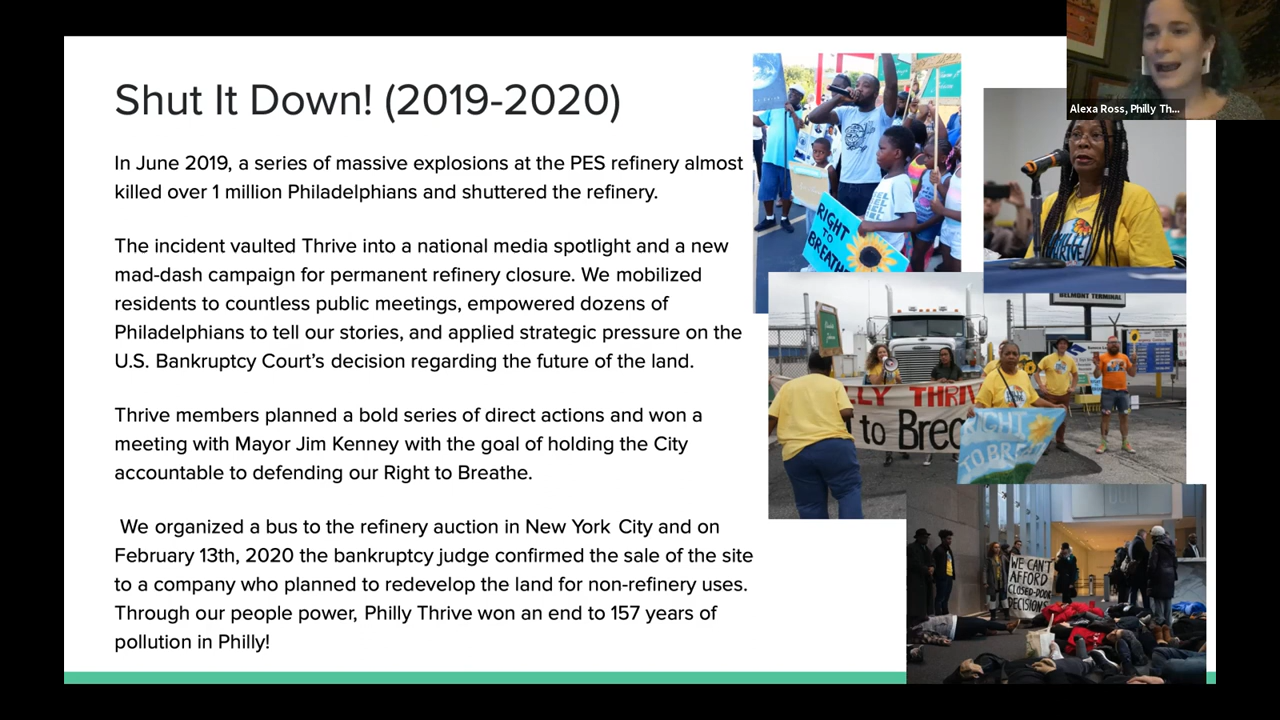 Shut It Down! (2019-2020)
In June 2019, a series of massive explosions at the PES refinery almost
killed over 1 million Philadelphians and shuttered the refinery.
The incident vaulted Thrive into a national media spotlight and a new
mad-dash campaign for permanent refinery closure. We mobilized
residents to countless public meetings, empowered dozens of
Philadelphians to tell our stories, and applied strategic pressure on the
U.S. Bankruptcy Court's decision regarding the future of the land.
Thrive members planned a bold series of direct actions and won a
meeting with Mayor Jim Kenney with the goal of holding the City
accountable to defending our Right to Breathe.
We organized a bus to the refinery auction in New York City and on
February 13th, 2020 the bankruptcy judge confirmed the sale of the site
to a company who planned to redevelop the land for non-refinery uses.
Through our people power, Philly Thrive won an end to 157 years of
pollution in Philly!
Alexa Ross, Philly Th...
RIGHT
TO
BREATHE
THRIVE
BELMONT TERMINAL
LLY THRIV
to Brea
RIGHT
TO BR
WE CAN'T
AFFORD
CLOSED-DOOR
DECISIONS